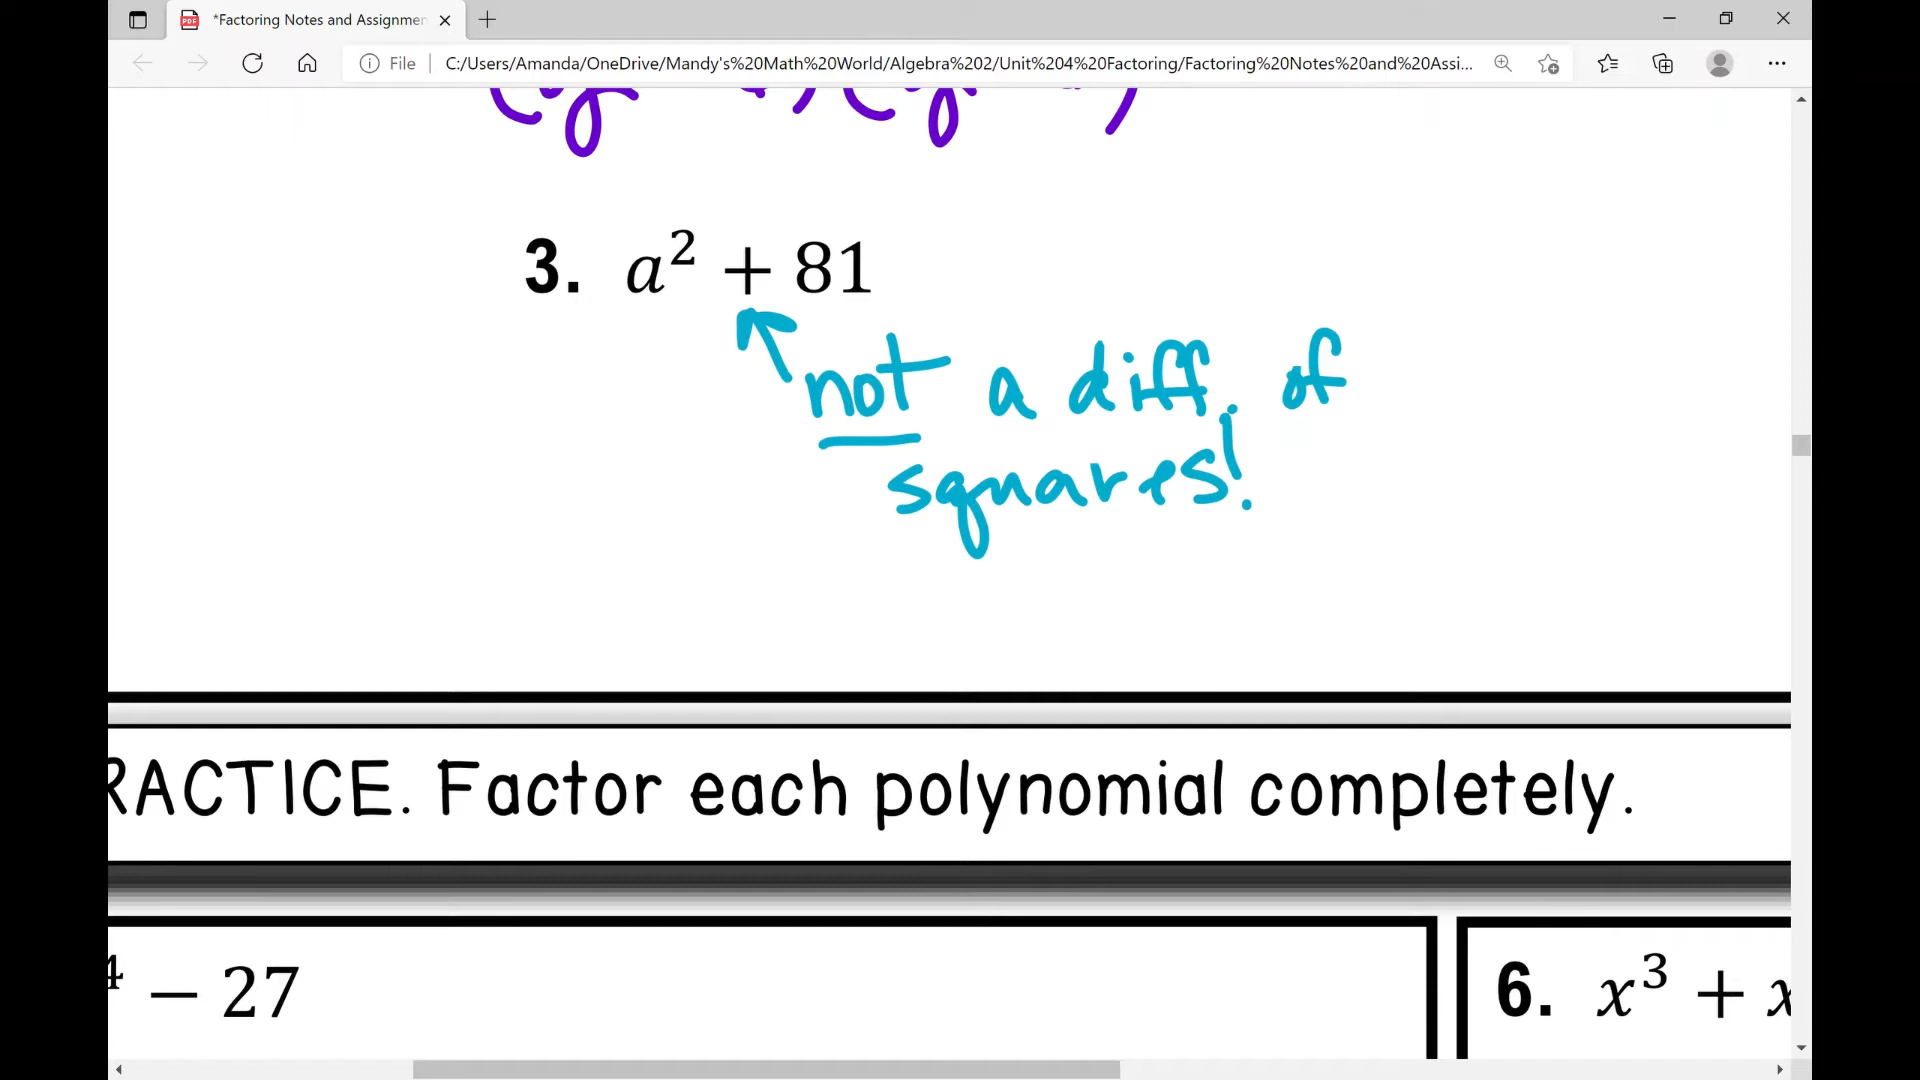 *Factoring Notes and Assignmen
File
C:/Users/Amanda/OneDrive/Mandy's%20Math%20World/Algebra%202/Unit%204%20Factoring/Factoring%20Notes%20and%20Assi...
3. a² + 81
not a diff. of
squares!
RACTICE. Factor each polynomial completely.
⁴ − 27
6. x³ + x